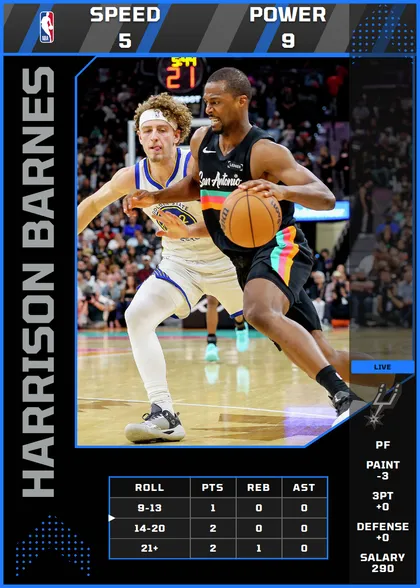 SPEED
5
POWER
9
NBA
HARRISON BARNES
21
San Antonio
LIVE
PF
PAINT
-3
3PT
+0
DEFENSE
+0
SALARY
290
ROLL PTS REB AST
9-13 1 0 0
14-20 2 0 0
21+ 2 1 0